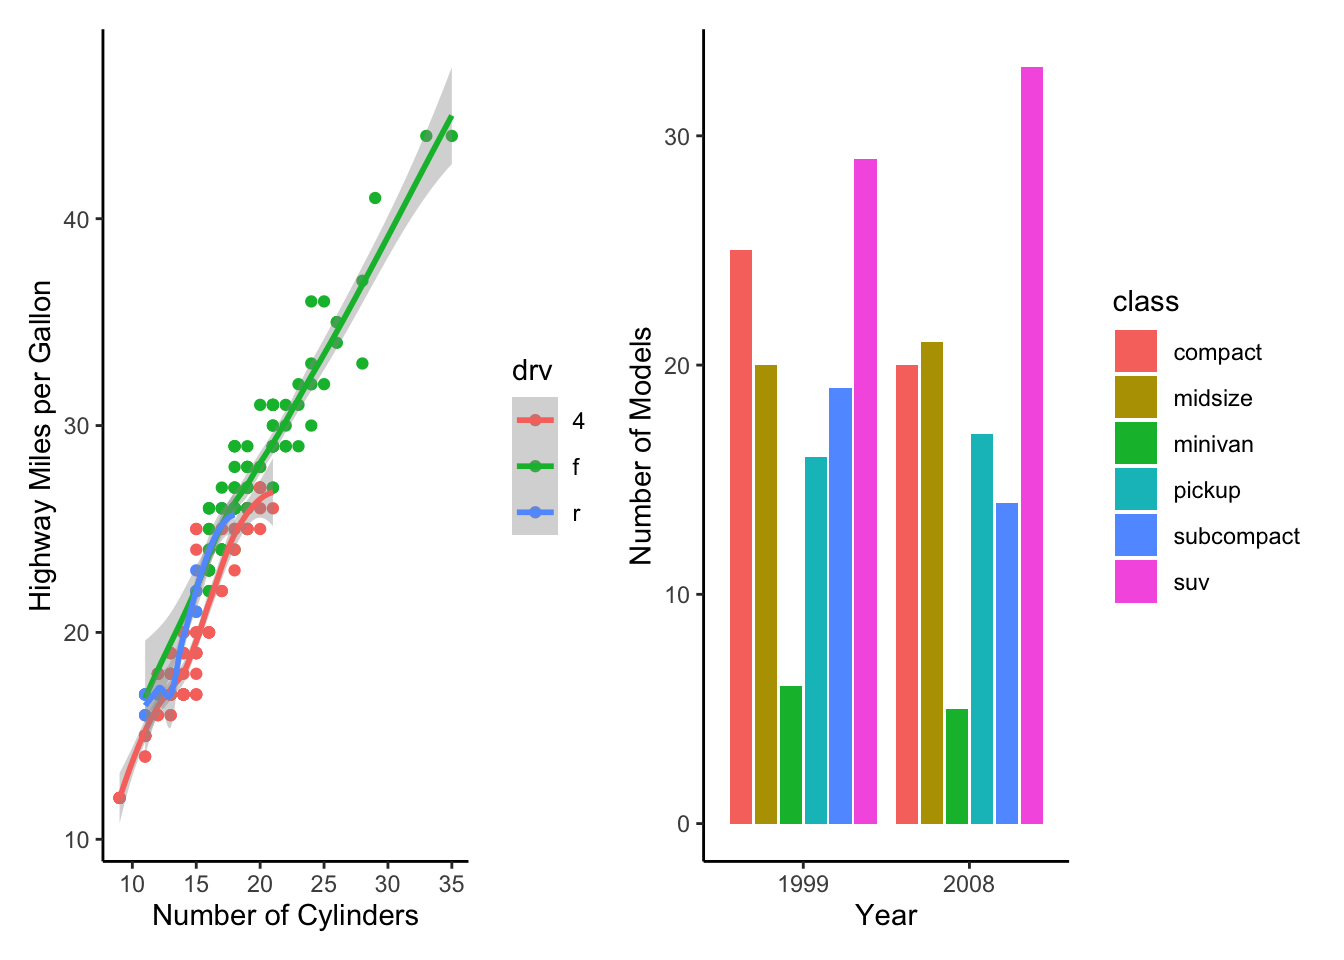 Highway Miles per Gallon
40
30
20
10
10 15 20 25 30 35
Number of Cylinders
drv
4
f
r
Number of Models
30
20
10
0
1999 2008
Year
class
compact
midsize
minivan
pickup
subcompact
suv